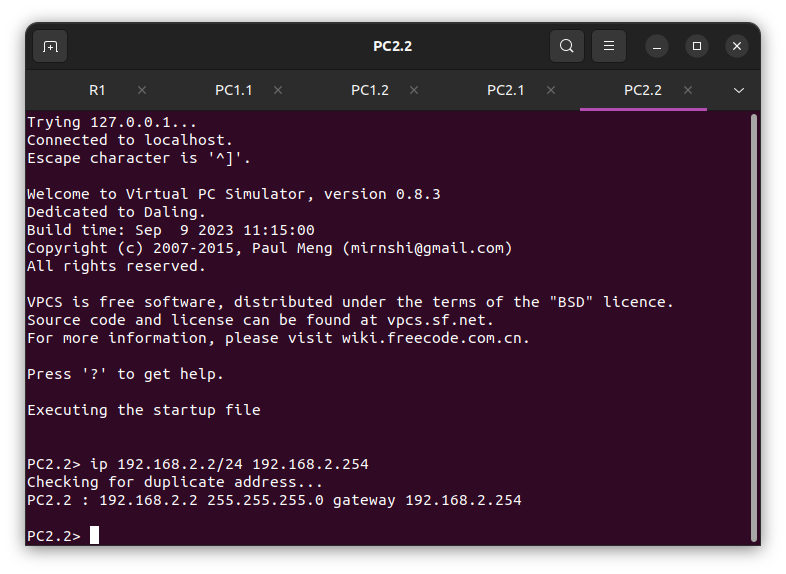 PC2.2
R1 PC1.1 PC1.2 PC2.1 PC2.2
Trying 127.0.0.1...
Connected to localhost.
Escape character is '^]'.
Welcome to Virtual PC Simulator, version 0.8.3
Dedicated to Daling.
Build time: Sep  9 2023 11:15:00
Copyright (c) 2007-2015, Paul Meng (mirnshi@gmail.com)
All rights reserved.
VPCS is free software, distributed under the terms of the "BSD" licence.
Source code and license can be found at vpcs.sf.net.
For more information, please visit wiki.freecode.com.cn.
Press '?' to get help.
Executing the startup file
PC2.2> ip 192.168.2.2/24 192.168.2.254
Checking for duplicate address...
PC2.2 : 192.168.2.2 255.255.255.0 gateway 192.168.2.254
PC2.2>